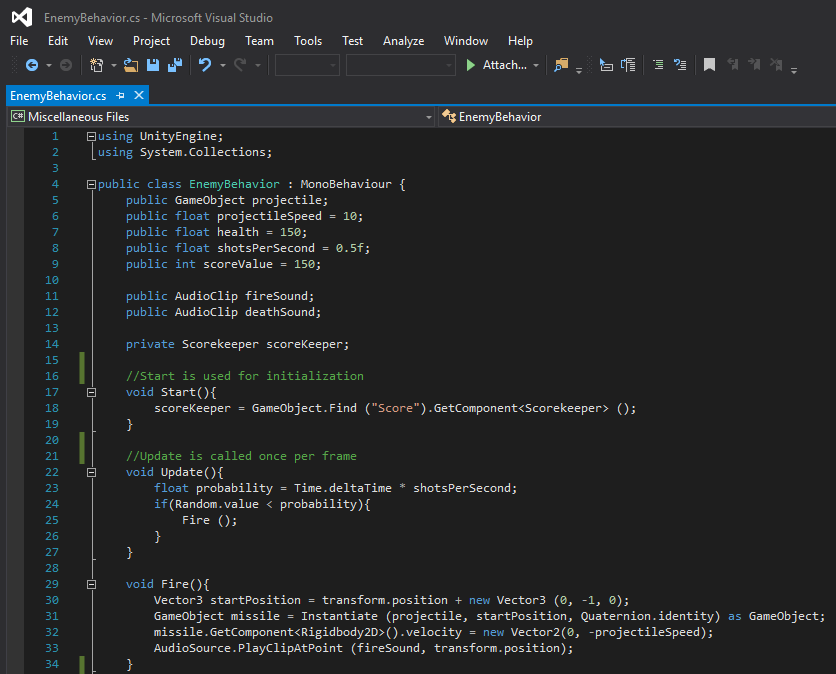 EnemyBehavior.cs - Microsoft Visual Studio
File Edit View Project Debug Team Tools Test Analyze Window Help
Attach...
EnemyBehavior.cs
C# Miscellaneous Files EnemyBehavior
1 using UnityEngine;
2 using System.Collections;
3
4 public class EnemyBehavior : MonoBehaviour {
5 public GameObject projectile;
6 public float projectileSpeed = 10;
7 public float health = 150;
8 public float shotsPerSecond = 0.5f;
9 public int scoreValue = 150;
10
11 public AudioClip fireSound;
12 public AudioClip deathSound;
13
14 private Scorekeeper scoreKeeper;
15
16 //Start is used for initialization
17 void Start(){
18 scoreKeeper = GameObject.Find ("Score").GetComponent<Scorekeeper> ();
19 }
20
21 //Update is called once per frame
22 void Update(){
23 float probability = Time.deltaTime * shotsPerSecond;
24 if(Random.value < probability){
25 Fire ();
26 }
27 }
28
29 void Fire(){
30 Vector3 startPosition = transform.position + new Vector3 (0, -1, 0);
31 GameObject missile = Instantiate (projectile, startPosition, Quaternion.identity) as GameObject;
32 missile.GetComponent<Rigidbody2D>().velocity = new Vector2(0, -projectileSpeed);
33 AudioSource.PlayClipAtPoint (fireSound, transform.position);
34 }